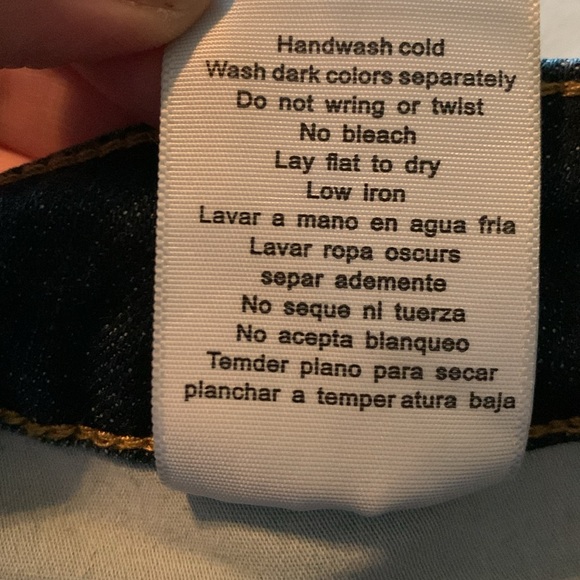 Handwash cold
Wash dark colors separately
Do not wring or twist
No bleach
Lay flat to dry
Low iron
Lavar a mano en agua fria
Lavar ropa oscurs
separ ademente
No seque ni tuerza
No acepta blanqueo
Temder plano para secar
planchar a temper atura baja